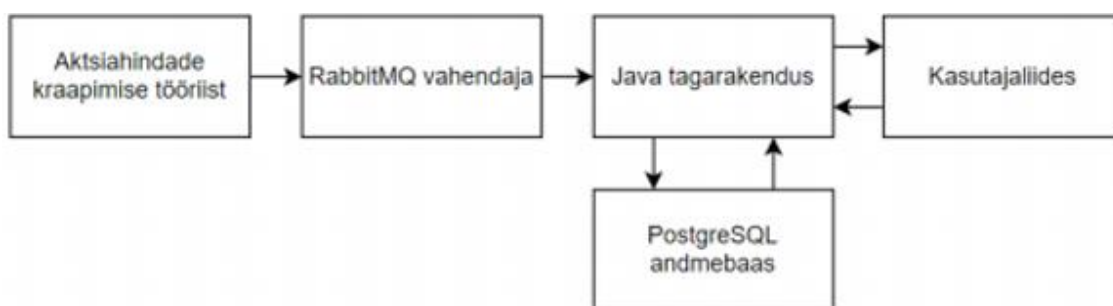 Aktsiahindade
kraapimise tööriist
RabbitMQ vahendaja
Java tagarakendus
Kasutajaliides
PostgreSQL
andmebaas